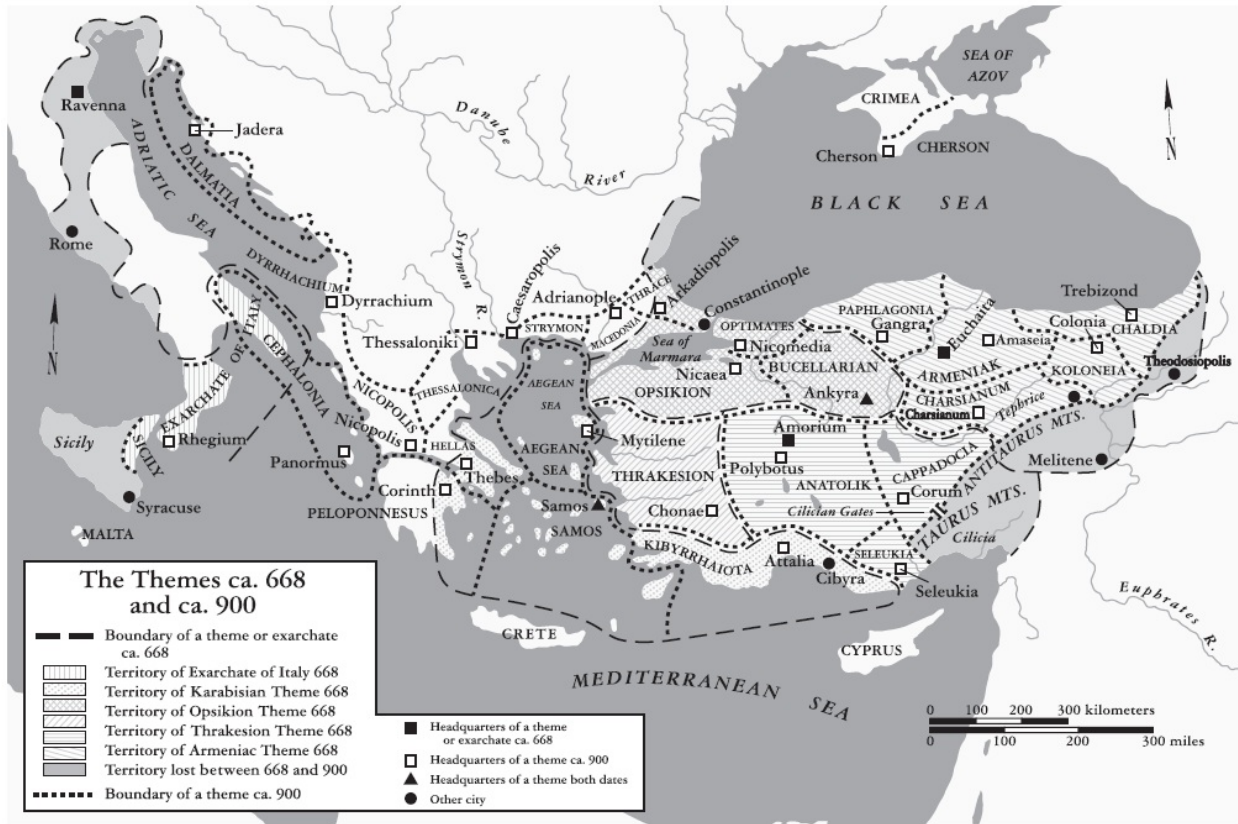 SEA OF
AZOV
CRIMEA
Ravenna
Danube
N
Jadera
ADRIATIC
SEA
DALMATIA
Cherson
CHERSON
River
BLACK SEA
Rome
Strymon
R.
Caesaropolis
DYRRHACHIUM
Dyrrachium
Adrianople
THRACE
Arkadiopolis
Constantinople
Trebizond
N
EXARCHATE
OF ITALY
CEPHALONIA
STRYMON
MACEDONIA
OPTIMATES
PAPHLAGONIA
Gangra
Euchaita
Amaseia
Colonia
CHALDIA
Thessaloniki
Sea of
Marmara
Nicomedia
Nicaea
BUCELLARIAN
ARMENIAK
KOLONEIA
Theodosiopolis
NICOPOLIS
THESSALONICA
AEGEAN
SEA
OPSIKION
Ankyra
CHARSIANUM
Charsianum
Tephrice
Sicily
SICILY
Rhegium
Nicopolis
HELLAS
Mytilene
Amorium
ANTITAURUS MTS.
Melitene
Panormus
Thebes
AEGEAN
SEA
THRAKESION
Polybotus
CAPPADOCIA
ANATOLIK
Corum
Syracuse
Corinth
PELOPONNESUS
Samos
SAMOS
Chonae
Cilician Gates
TAURUS MTS.
Cilicia
MALTA
KIBYRRHAIOTA
Attalia
Cibyra
SELEUKIA
Seleukia
CRETE
CYPRUS
Euphrates
R.
MEDITERRANEAN SEA
The Themes ca. 668
and ca. 900
Boundary of a theme or exarchate
ca. 668
Territory of Exarchate of Italy 668
Territory of Karabisian Theme 668
Territory of Opsikion Theme 668
Territory of Thrakesion Theme 668
Territory of Armeniac Theme 668
Territory lost between 668 and 900
Boundary of a theme ca. 900
Headquarters of a theme
or exarchate ca. 668
Headquarters of a theme ca. 900
Headquarters of a theme both dates
Other city
0 100 200 300 kilometers
0 100 200 300 miles